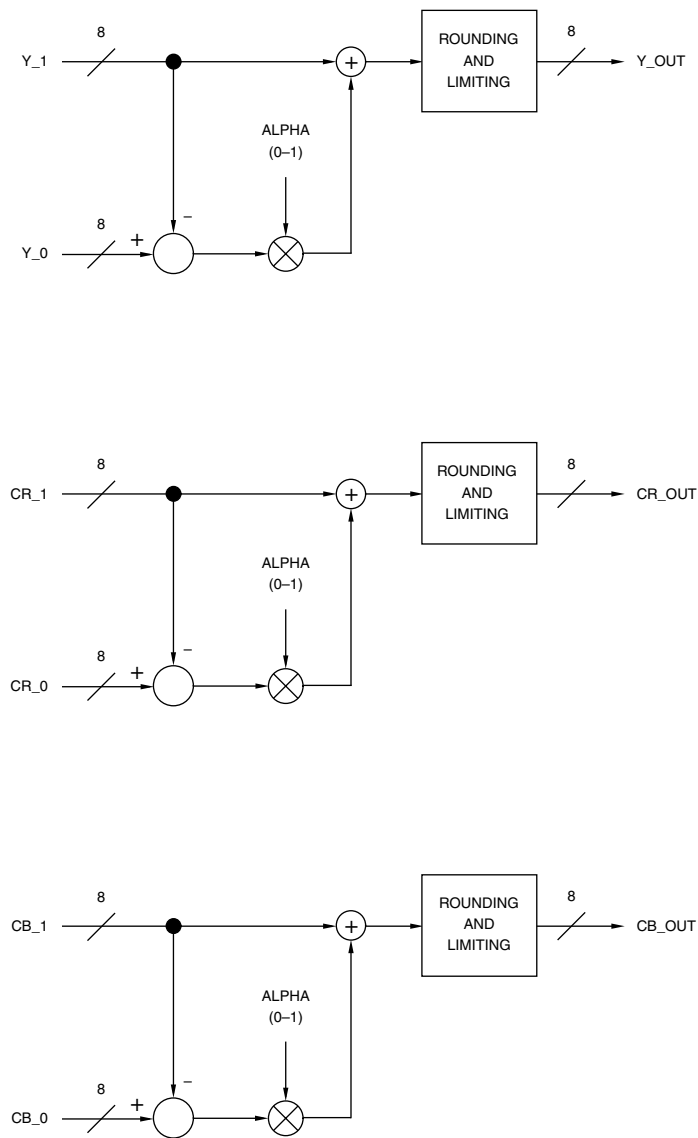 8
ROUNDING
AND
LIMITING
8
Y_1
+
Y_OUT
ALPHA
(0–1)
–
8
+
Y_0
8
ROUNDING
AND
LIMITING
8
CR_1
+
CR_OUT
ALPHA
(0–1)
–
8
+
CR_0
8
ROUNDING
AND
LIMITING
8
CB_1
+
CB_OUT
ALPHA
(0–1)
–
8
+
CB_0